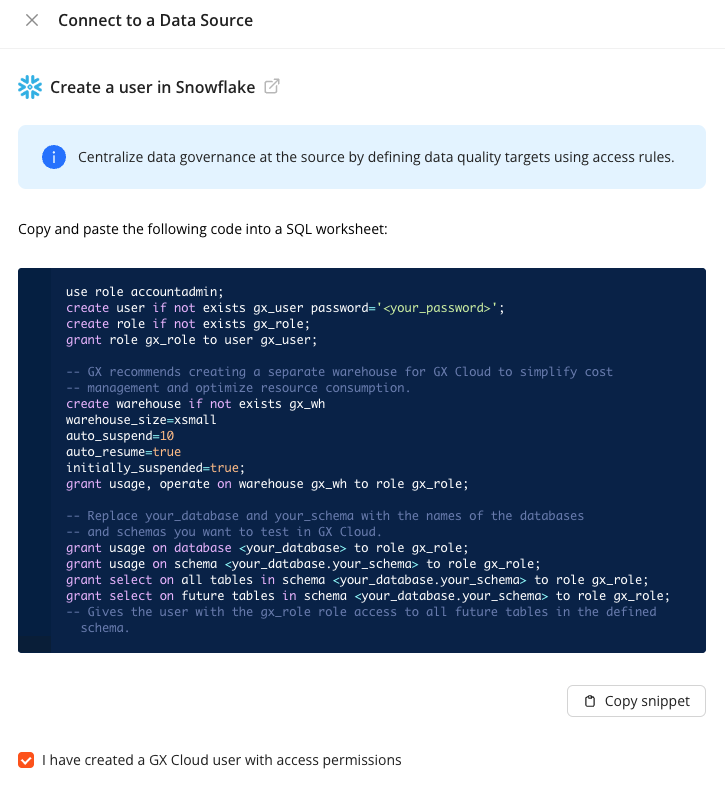 Connect to a Data Source
Create a user in Snowflake
i
Centralize data governance at the source by defining data quality targets using access rules.
Copy and paste the following code into a SQL worksheet:
use role accountadmin;
create user if not exists gx_user password='<your_password>';
create role if not exists gx_role;
grant role gx_role to user gx_user;
-- GX recommends creating a separate warehouse for GX Cloud to simplify cost
-- management and optimize resource consumption.
create warehouse if not exists gx_wh
warehouse_size=xsmall
auto_suspend=10
auto_resume=true
initially_suspended=true;
grant usage, operate on warehouse gx_wh to role gx_role;
-- Replace your_database and your_schema with the names of the databases
-- and schemas you want to test in GX Cloud.
grant usage on database <your_database> to role gx_role;
grant usage on schema <your_database.your_schema> to role gx_role;
grant select on all tables in schema <your_database.your_schema> to role gx_role;
grant select on future tables in schema <your_database.your_schema> to role gx_role;
-- Gives the user with the gx_role role access to all future tables in the defined
schema.
Copy snippet
I have created a GX Cloud user with access permissions